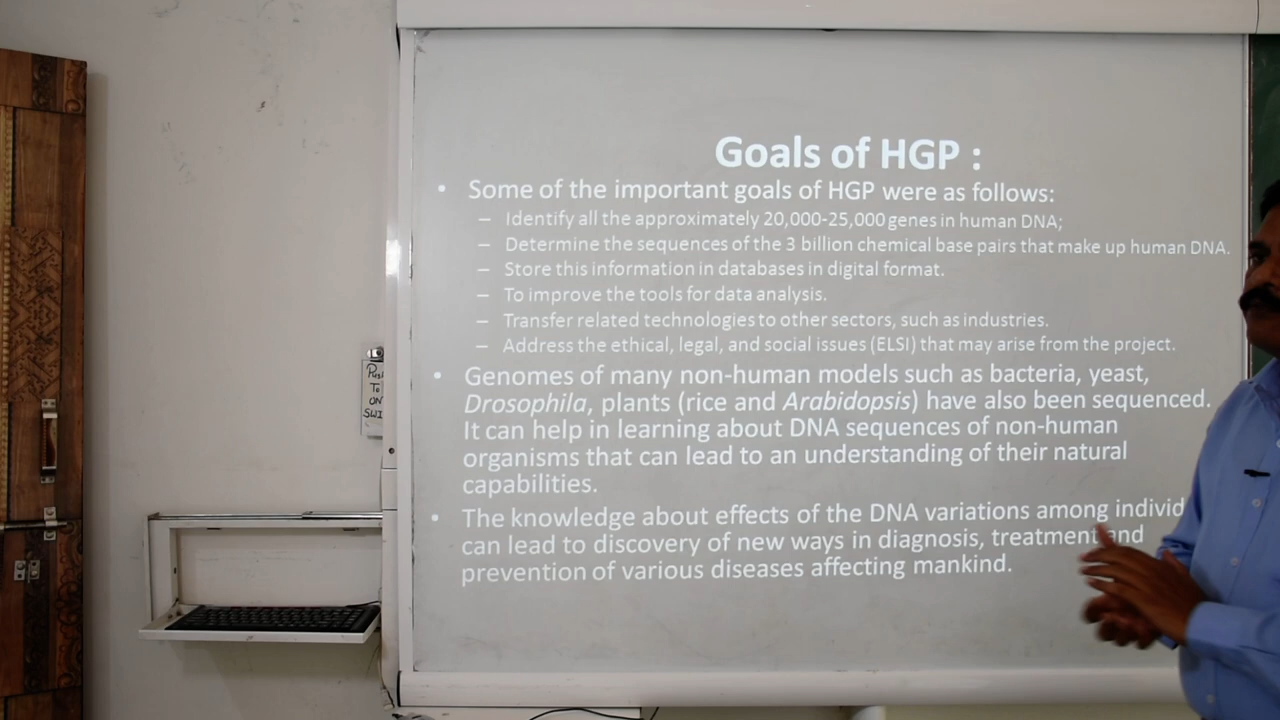 Goals of HGP :
• Some of the important goals of HGP were as follows:
– Identify all the approximately 20,000-25,000 genes in human DNA;
– Determine the sequences of the 3 billion chemical base pairs that make up human DNA.
– Store this information in databases in digital format.
– To improve the tools for data analysis.
– Transfer related technologies to other sectors, such as industries.
– Address the ethical, legal, and social issues (ELSI) that may arise from the project.
• Genomes of many non-human models such as bacteria, yeast,
Drosophila, plants (rice and Arabidopsis) have also been sequenced.
It can help in learning about DNA sequences of non-human
organisms that can lead to an understanding of their natural
capabilities.
• The knowledge about effects of the DNA variations among individ
can lead to discovery of new ways in diagnosis, treatment and
prevention of various diseases affecting mankind.
To
ON